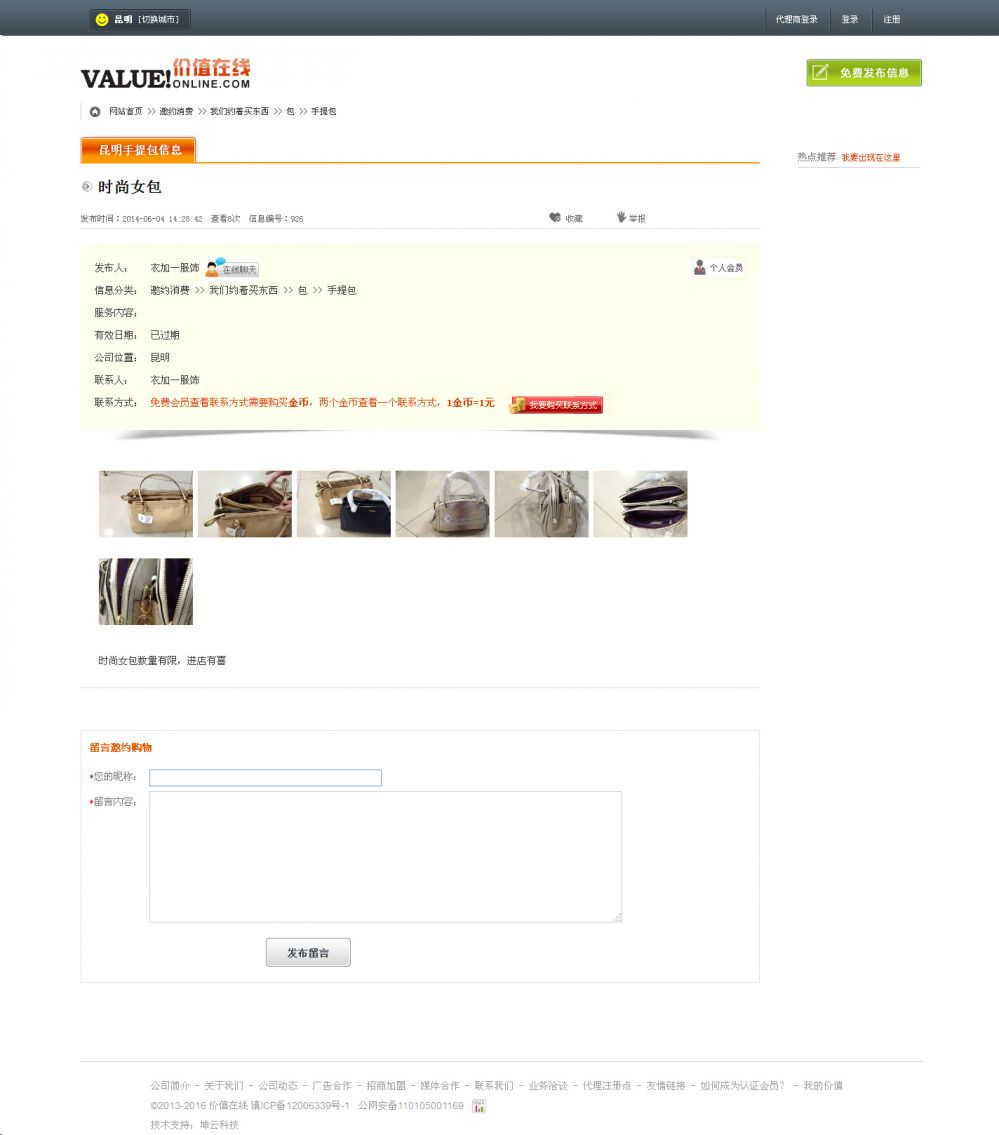 昆明 [切换城市] 代理商登录 登录 注册
VALUE! 价值在线
ONLINE.COM
免费发布信息
网站首页 >> 邀约消费 >> 我们约着买东西 >> 包 >> 手提包
昆明手提包信息
热点推荐 我要出现在这里
时尚女包
发布时间：2014-06-04 14:28:42 查看6次 信息编号：926 收藏 举报
发布人： 衣加一服饰 在线聊天 个人会员
信息分类： 邀约消费 >> 我们约着买东西 >> 包 >> 手提包
服务内容：
有效日期： 已过期
公司位置： 昆明
联系人： 衣加一服饰
联系方式： 免费会员查看联系方式需要购买金币，两个金币查看一个联系方式，1金币=1元 我要购买联系方式
时尚女包数量有限，进店有喜
留言邀约购物
*您的昵称：
*留言内容：
发布留言
公司简介 - 关于我们 - 公司动态 - 广告合作 - 招商加盟 - 媒体合作 - 联系我们 - 业务洽谈 - 代理注册点 - 友情链接 - 如何成为认证会员？ - 我的价值
©2013-2016 价值在线 滇ICP备12006339号-1 公网安备110105001169
技术支持：坤云科技